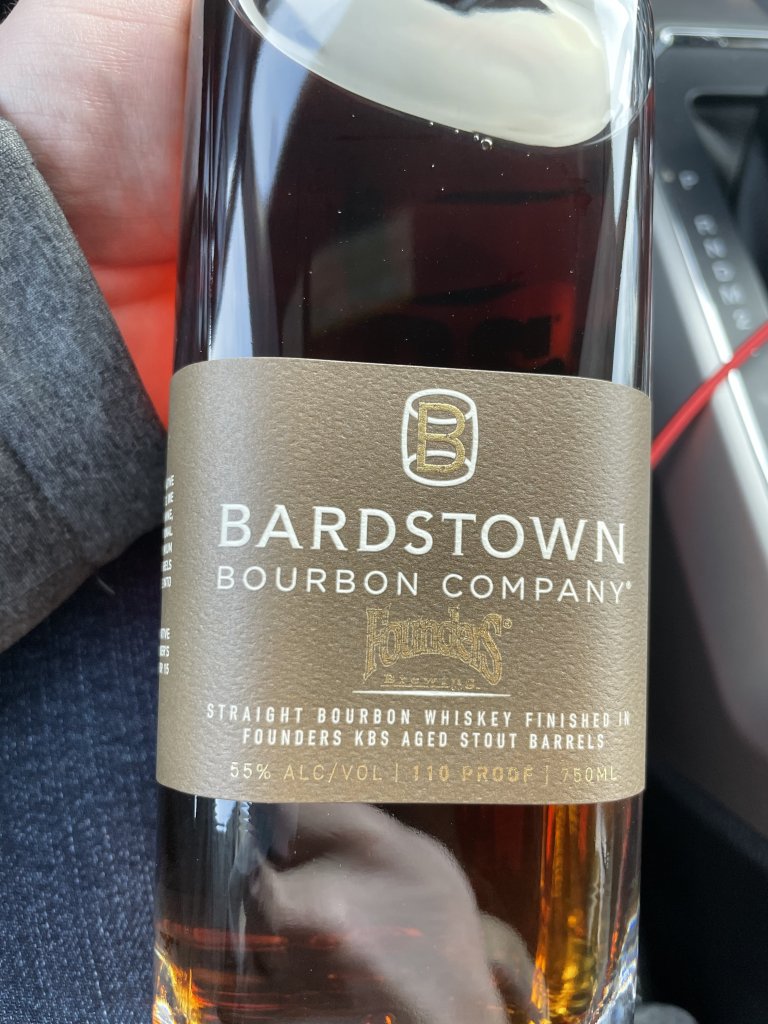 B
BARDSTOWN
BOURBON COMPANY®
Founders®
Brewing
STRAIGHT BOURBON WHISKEY FINISHED IN
FOUNDERS KBS AGED STOUT BARRELS
55% ALC/VOL | 110 PROOF | 750ML